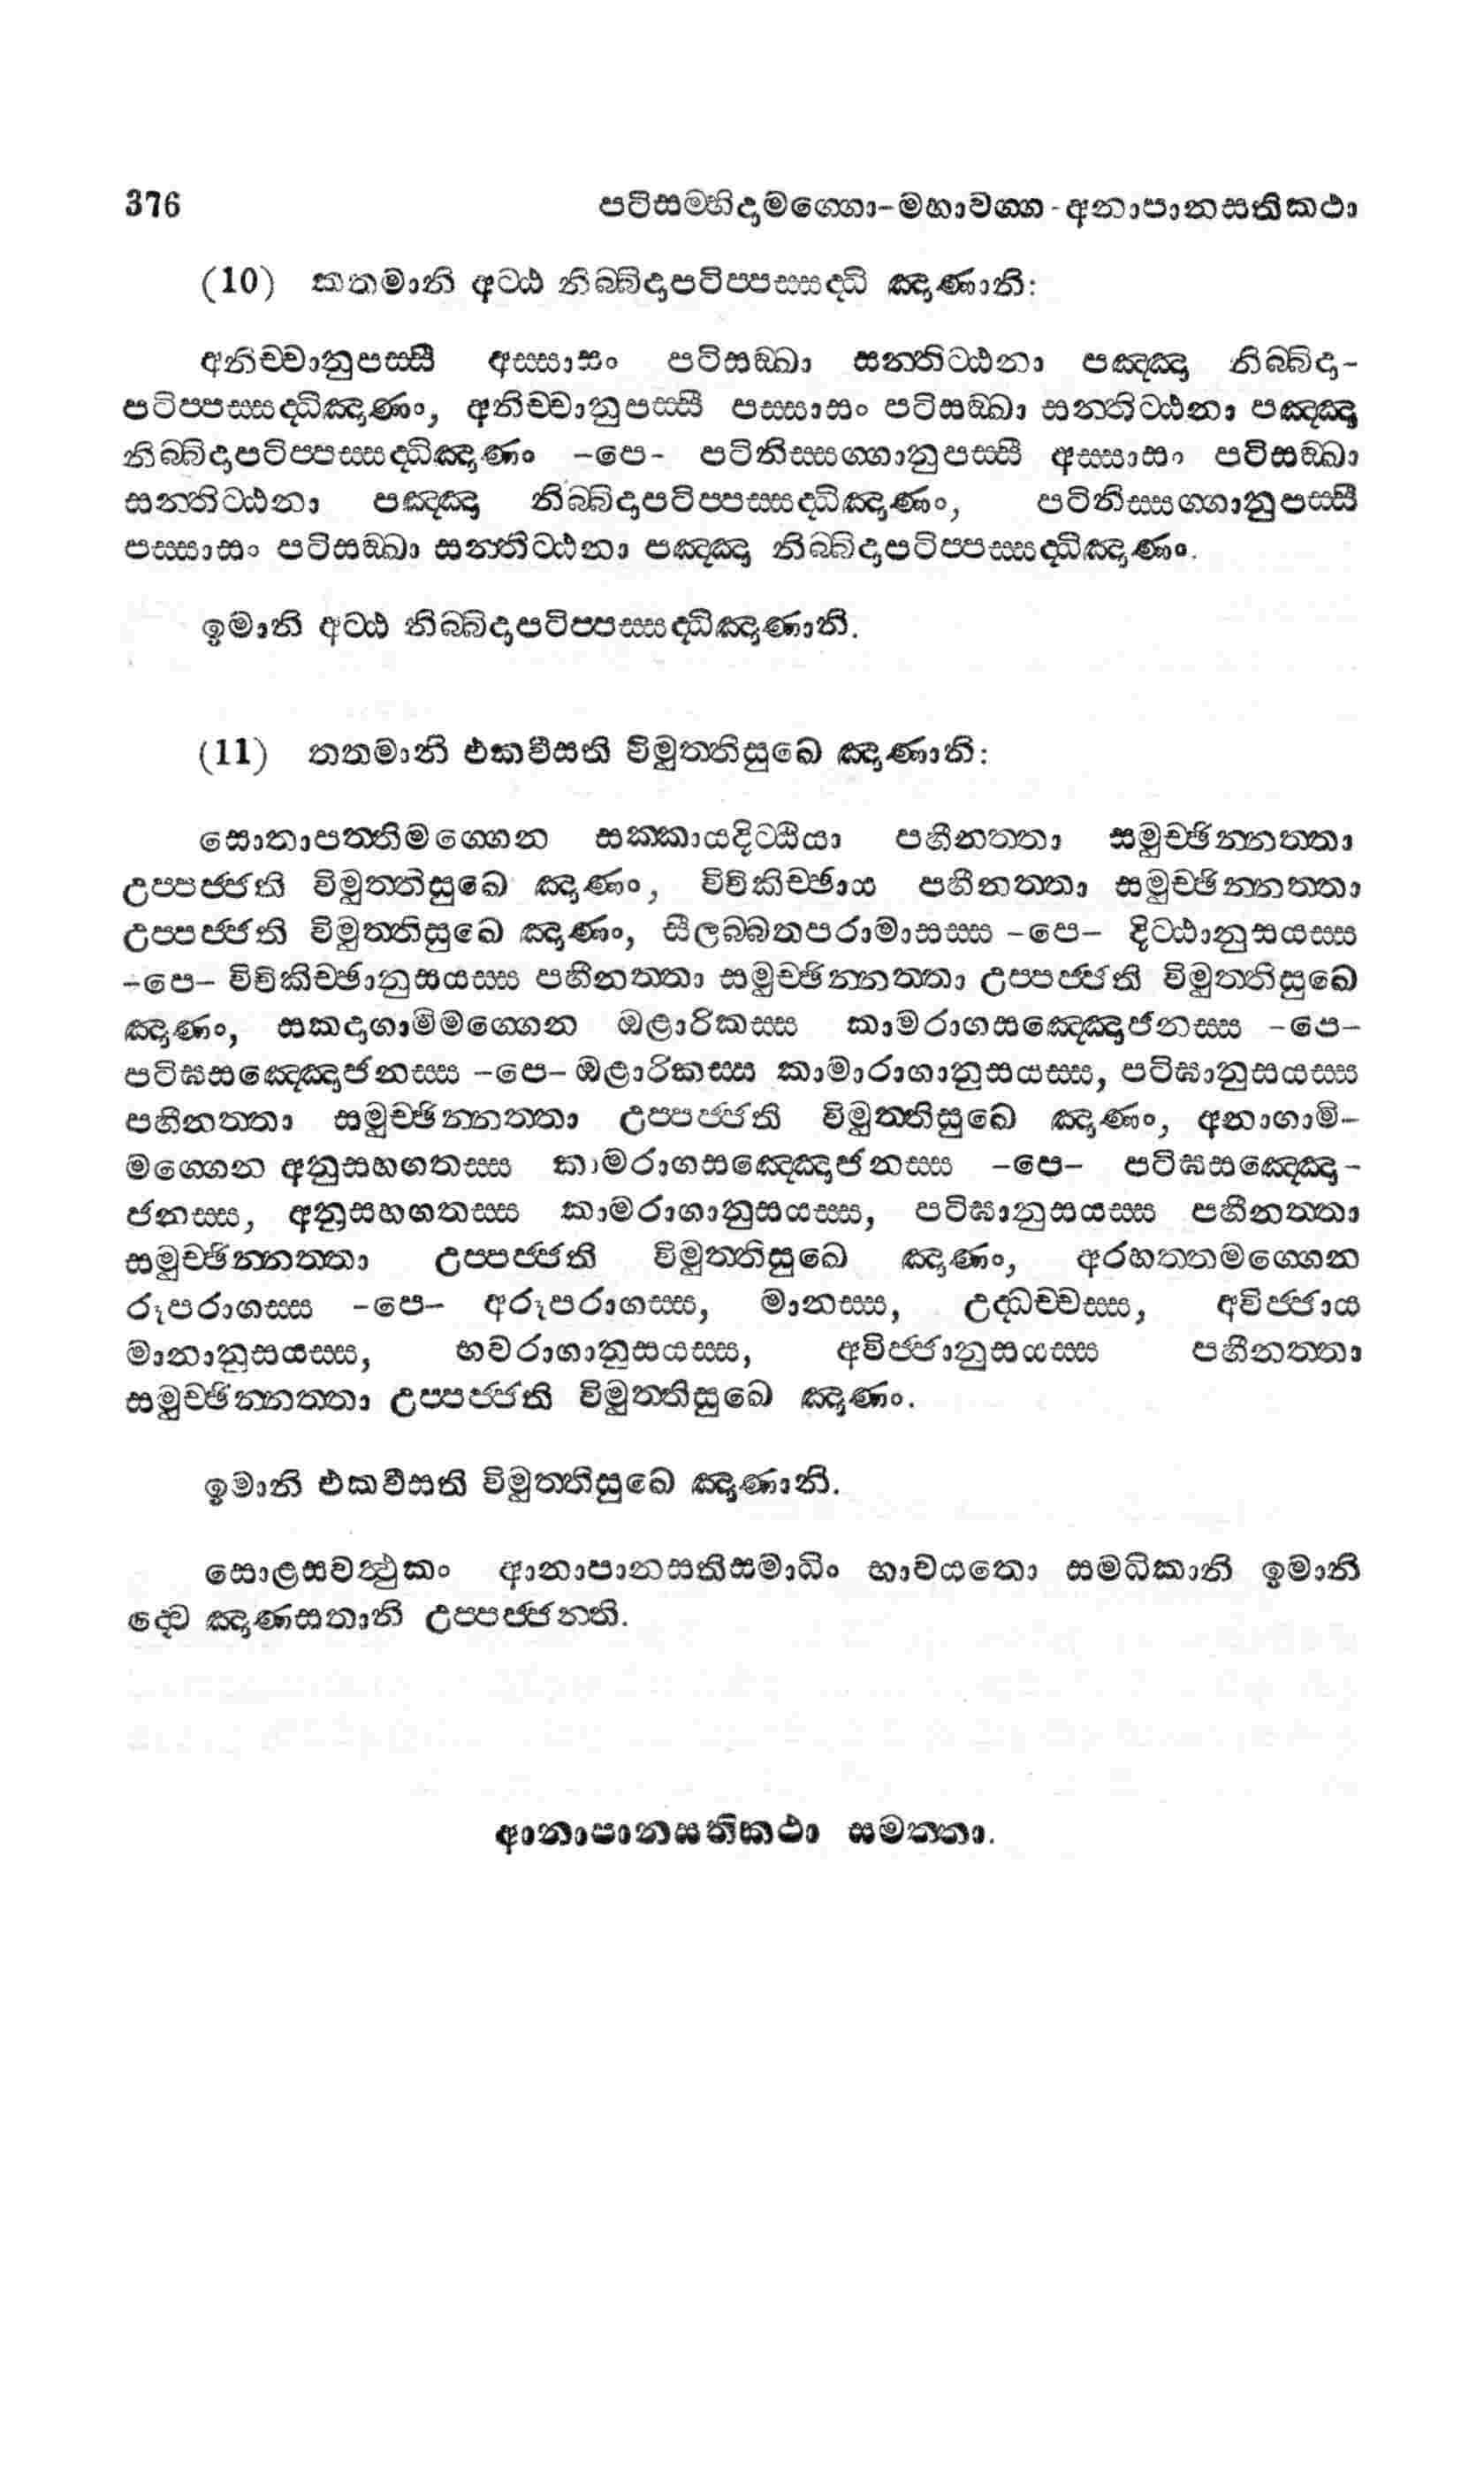 376 පටිසම්භිදාමග්ගො-මහාවග්ග - අනාපානසතිකථා
(10) කතමානි අට්ඨ නිබ්බිදාපටිප්පස්සද්ධි ඤාණානි:
අනිච්චානුපස්සී අස්සාසං පටිසඞ්ඛා සන්තිට්ඨනා පඤ්ඤා නිබ්බිදා-
පටිප්පස්සද්ධිඤාණං, අනිච්චානුපස්සී පස්සාසං පටිසඞ්ඛා සන්තිට්ඨනා පඤ්ඤා
නිබ්බිදාපටිප්පස්සද්ධිඤාණං -පෙ- පටිනිස්සග්ගානුපස්සී අස්සාසං පටිසඞ්ඛා
සන්තිට්ඨනා පඤ්ඤා නිබ්බිදාපටිප්පස්සද්ධිඤාණං, පටිනිස්සග්ගානුපස්සී
පස්සාසං පටිසඞ්ඛා සන්තිට්ඨනා පඤ්ඤා නිබ්බිදාපටිප්පස්සද්ධිඤාණං.
ඉමානි අට්ඨ නිබ්බිදාපටිප්පස්සද්ධිඤාණානි.
(11) තතමානි එකවීසති විමුත්තිසුඛෙ ඤාණානි:
සොතාපත්තිමග්ගෙන සක්කායදිට්ඨියා පහීනත්තා සමුච්ඡින්නත්තා
උප්පජ්ජති විමුත්තිසුඛෙ ඤාණං, විචිකිච්ඡාය පහීනත්තා සමුච්ඡින්නත්තා
උප්පජ්ජති විමුත්තිසුඛෙ ඤාණං, සීලබ්බතපරාමාසස්ස -පෙ- දිට්ඨානුසයස්ස
-පෙ- විචිකිච්ඡානුසයස්ස පහීනත්තා සමුච්ඡින්නත්තා උප්පජ්ජති විමුත්තිසුඛෙ
ඤාණං, සකදාගාමිමග්ගෙන ඔළාරිකස්ස කාමරාගසඤ්ඤොජනස්ස -පෙ-
පටිඝසඤ්ඤොජනස්ස -පෙ- ඔළාරිකස්ස කාමාරාගානුසයස්ස, පටිඝානුසයස්ස
පහීනත්තා සමුච්ඡින්නත්තා උප්පජ්ජති විමුත්තිසුඛෙ ඤාණං, අනාගාමි-
මග්ගෙන අනුසහගතස්ස කාමරාගසඤ්ඤොජනස්ස -පෙ- පටිඝසඤ්ඤො-
ජනස්ස, අනුසහගතස්ස කාමරාගානුසයස්ස, පටිඝානුසයස්ස පහීනත්තා
සමුච්ඡින්නත්තා උප්පජ්ජති විමුත්තිසුඛෙ ඤාණං, අරහත්තමග්ගෙන
රූපරාගස්ස -පෙ- අරූපරාගස්ස, මානස්ස, උද්ධච්චස්ස, අවිජ්ජාය
මානානුසයස්ස, භවරාගානුසයස්ස, අවිජ්ජානුසයස්ස පහීනත්තා
සමුච්ඡින්නත්තා උප්පජ්ජති විමුත්තිසුඛෙ ඤාණං.
ඉමානි එකවීසති විමුත්තිසුඛෙ ඤාණානි.
සොළසවත්ථුකං ආනාපානසතිසමාධිං භාවයතො සමධිකානි ඉමානි
ද්වෙ ඤාණසතානි උප්පජ්ජන්ති.
ආනාපානසතිකථා සමත්තා.